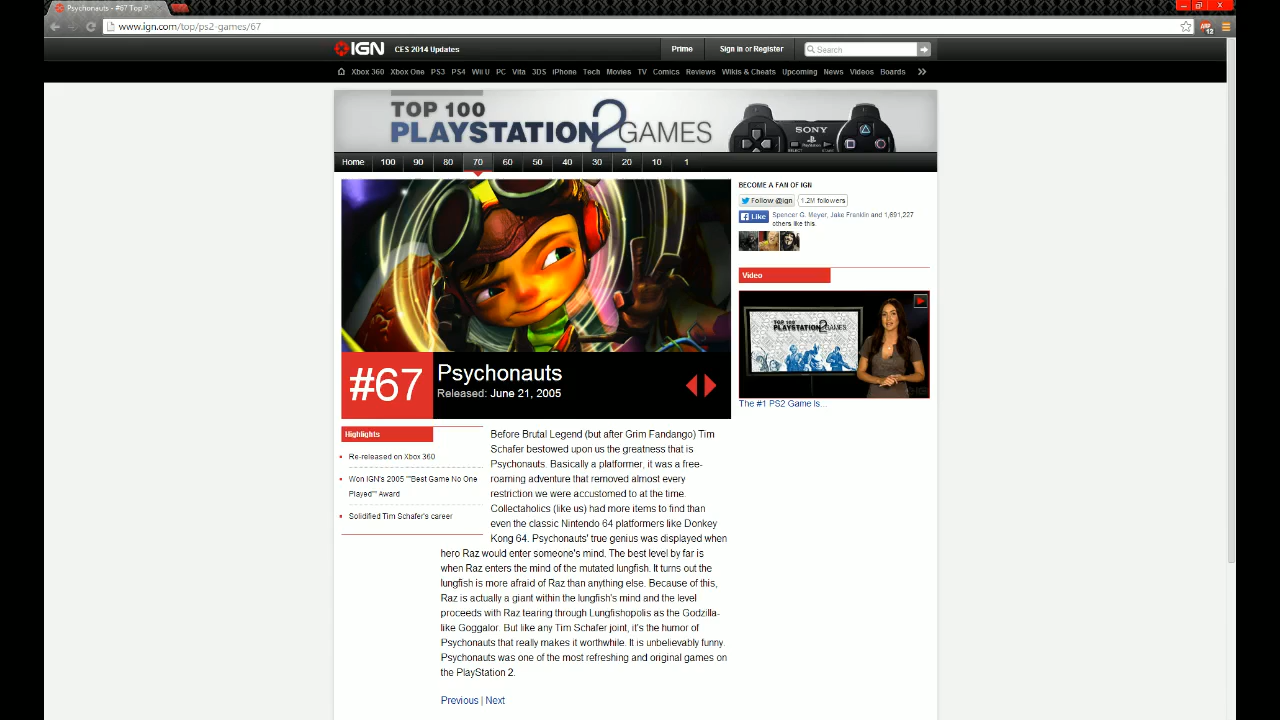 Psychonauts - #67 Top P
www.ign.com/top/ps2-games/67
12
IGN
CES 2014 Updates
Prime
Sign in or Register
Search
Xbox 360 Xbox One PS3 PS4 Wii U PC Vita 3DS iPhone Tech Movies TV Comics Reviews Wikis & Cheats Upcoming News Videos Boards
TOP 100
PLAYSTATION 2 GAMES
SONY
PlayStation
SELECT
START
Home 100 90 80 70 60 50 40 30 20 10 1
#67
Psychonauts
Released: June 21, 2005
Highlights
Re-released on Xbox 360
Won IGN's 2005 ""Best Game No One
Played"" Award
Solidified Tim Schafer's career
Before Brutal Legend (but after Grim Fandango) Tim
Schafer bestowed upon us the greatness that is
Psychonauts. Basically a platformer, it was a free-
roaming adventure that removed almost every
restriction we were accustomed to at the time.
Collectaholics (like us) had more items to find than
even the classic Nintendo 64 platformers like Donkey
Kong 64. Psychonauts' true genius was displayed when
hero Raz would enter someone's mind. The best level by far is
when Raz enters the mind of the mutated lungfish. It turns out the
lungfish is more afraid of Raz than anything else. Because of this,
Raz is actually a giant within the lungfish's mind and the level
proceeds with Raz tearing through Lungfishopolis as the Godzilla-
like Goggalor. But like any Tim Schafer joint, it's the humor of
Psychonauts that really makes it worthwhile. It is unbelievably funny.
Psychonauts was one of the most refreshing and original games on
the PlayStation 2.
Previous | Next
BECOME A FAN OF IGN
Follow @ign
1.2M followers
Like
Spencer G. Meyer, Jake Franklin and 1,691,227
others like this.
Video
TOP 100
PLAYSTATION 2 GAMES
The #1 PS2 Game Is...